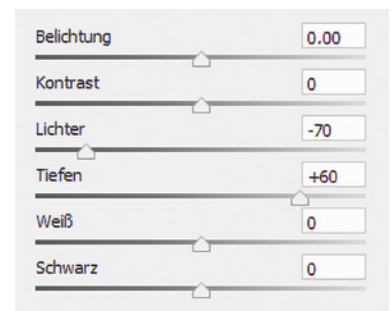 Belichtung 0.00
Kontrast 0
Lichter -70
Tiefen +60
Weiß 0
Schwarz 0